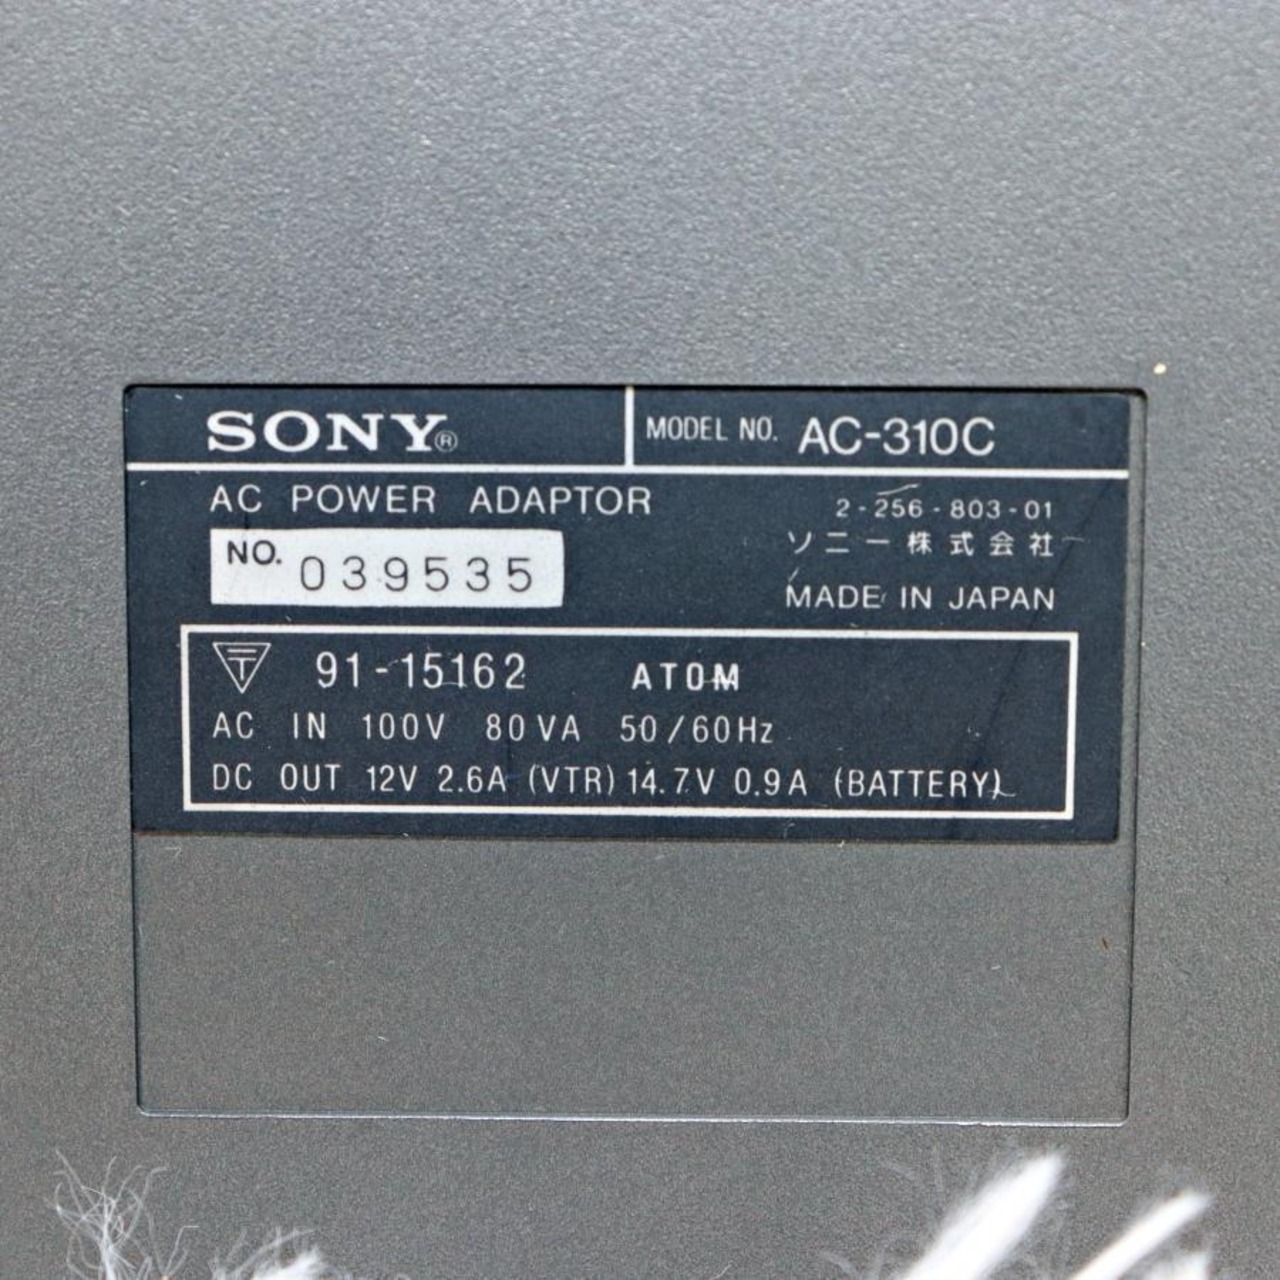 SONY®
MODEL NO. AC-310C
AC POWER ADAPTOR
2-256-803-01
NO. 039535
ソニー株式会社
MADE IN JAPAN
〒 91-15162 ATOM
AC IN 100V 80VA 50/60Hz
DC OUT 12V 2.6A (VTR) 14.7V 0.9A (BATTERY)